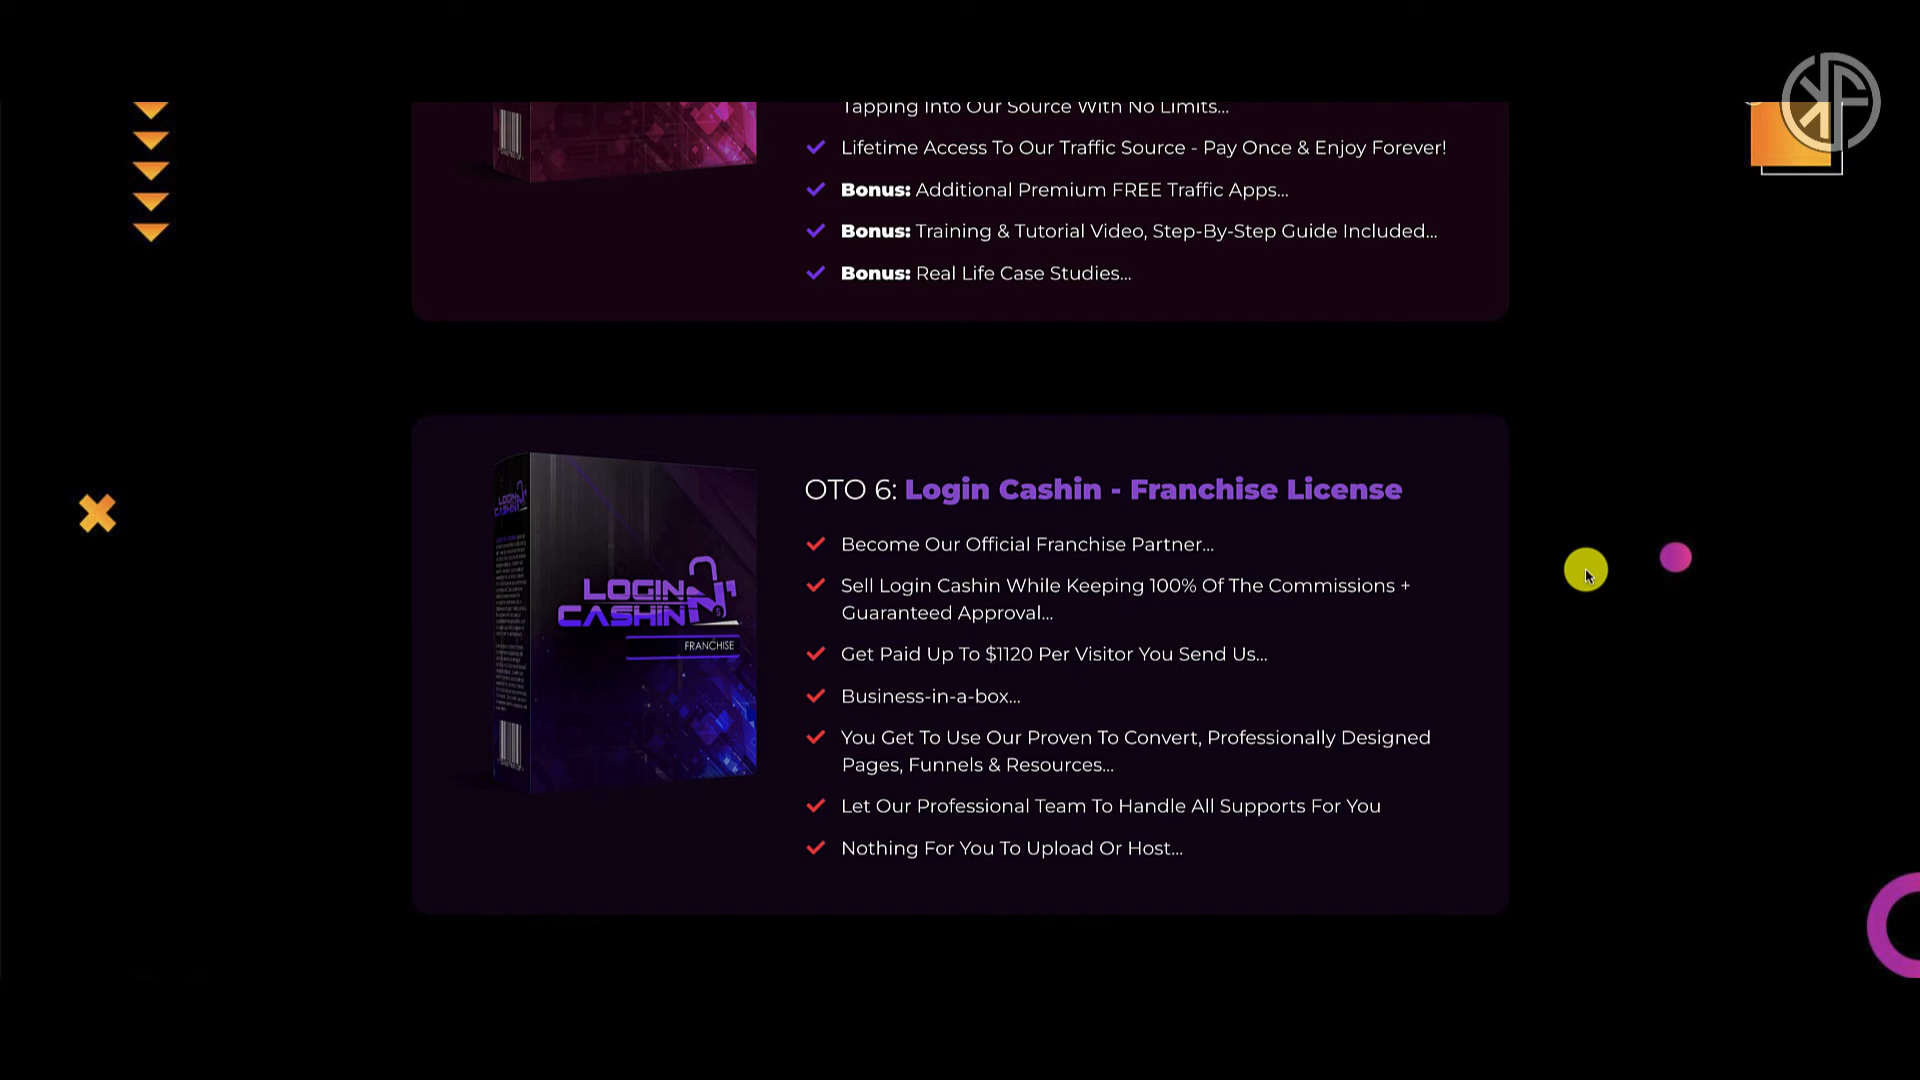 Tapping Into Our Source With No Limits...
Lifetime Access To Our Traffic Source - Pay Once & Enjoy Forever!
Bonus: Additional Premium FREE Traffic Apps...
Bonus: Training & Tutorial Video, Step-By-Step Guide Included...
Bonus: Real Life Case Studies...
OTO 6: Login Cashin - Franchise License
Become Our Official Franchise Partner...
Sell Login Cashin While Keeping 100% Of The Commissions +
Guaranteed Approval...
Get Paid Up To $1120 Per Visitor You Send Us...
Business-in-a-box...
You Get To Use Our Proven To Convert, Professionally Designed
Pages, Funnels & Resources...
Let Our Professional Team To Handle All Supports For You
Nothing For You To Upload Or Host...
LOGIN
CASHIN
LOGIN
CASHIN
FRANCHISE